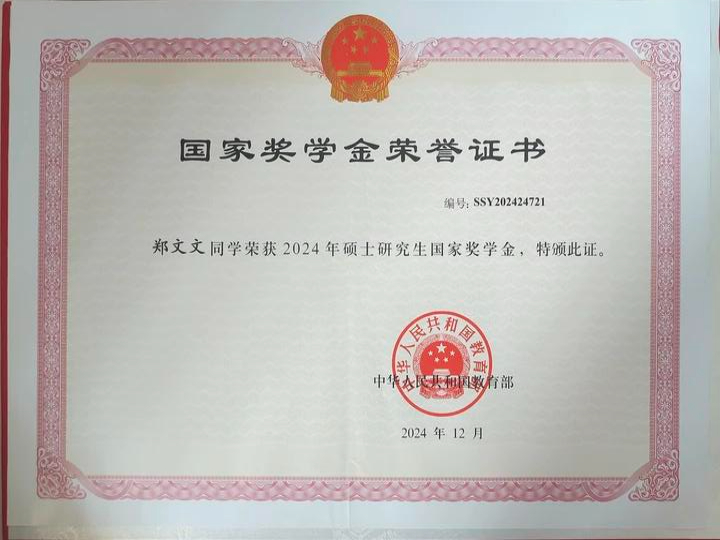 国家奖学金荣誉证书
编号: SSY202424721
郑文文同学荣获2024年硕士研究生国家奖学金，特颁此证。
中华人民共和国教育部
中华人民共和国教育部
2024 年 12 月